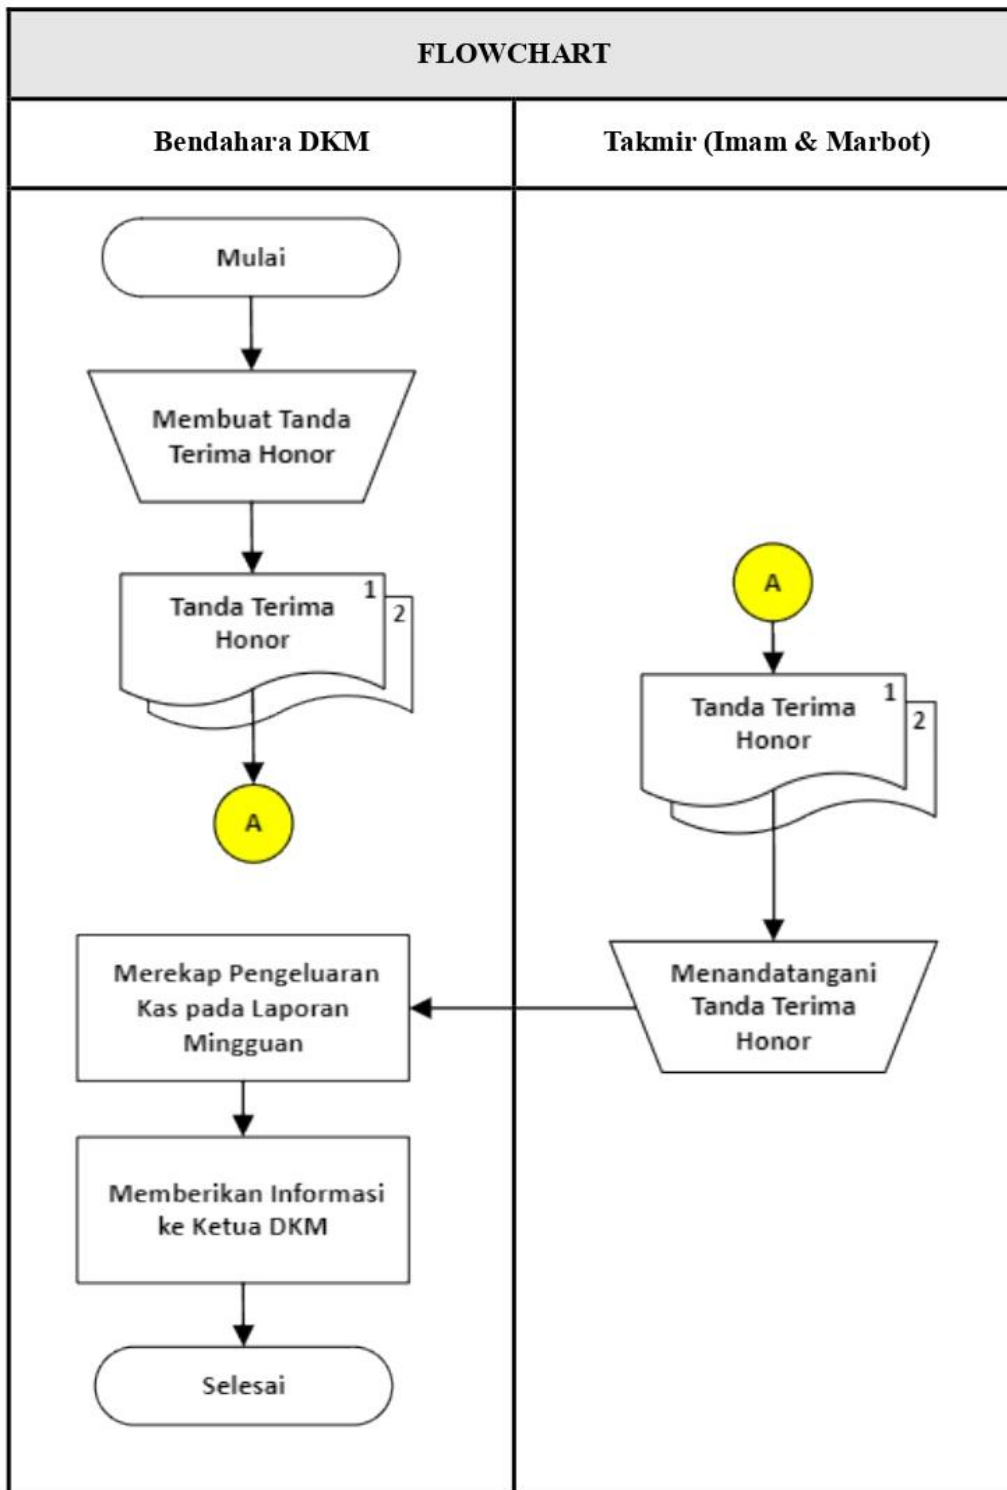 FLOWCHART
Bendahara DKM
Takmir (Imam & Marbot)
Mulai
Membuat Tanda
Terima Honor
Tanda Terima
Honor
1
2
A
A
Tanda Terima
Honor
1
2
Menandatangani
Tanda Terima
Honor
Merekap Pengeluaran
Kas pada Laporan
Mingguan
Memberikan Informasi
ke Ketua DKM
Selesai